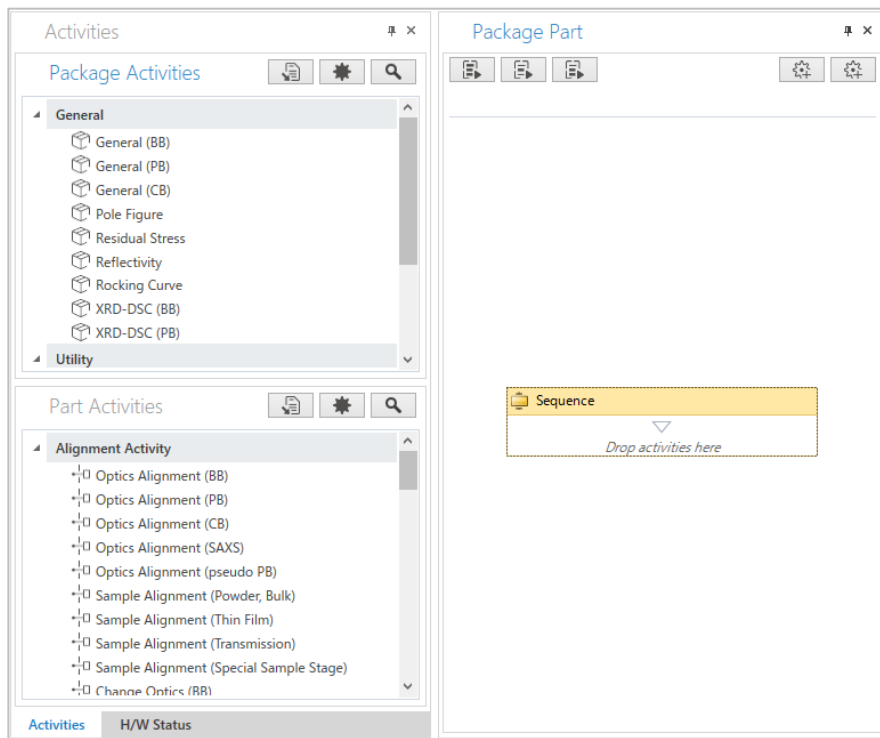 Activities
Package Activities
General
General (BB)
General (PB)
General (CB)
Pole Figure
Residual Stress
Reflectivity
Rocking Curve
XRD-DSC (BB)
XRD-DSC (PB)
Utility
Part Activities
Alignment Activity
Optics Alignment (BB)
Optics Alignment (PB)
Optics Alignment (CB)
Optics Alignment (SAXS)
Optics Alignment (pseudo PB)
Sample Alignment (Powder, Bulk)
Sample Alignment (Thin Film)
Sample Alignment (Transmission)
Sample Alignment (Special Sample Stage)
Change Optics (BB)
Activities H/W Status
Package Part
Sequence
Drop activities here